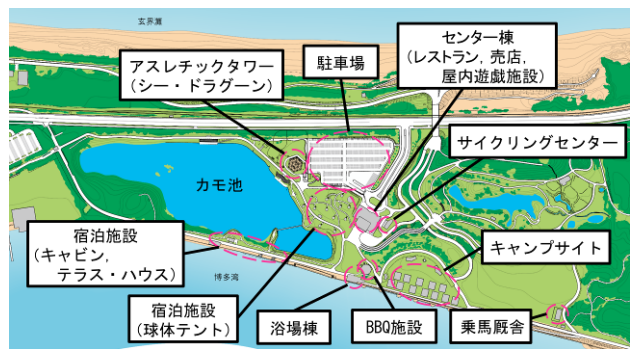 玄界灘
センター棟
(レストラン, 売店,
屋内遊戯施設)
アスレチックタワー
(シー・ドラグーン)
駐車場
サイクリングセンター
カモ池
宿泊施設
(キャビン,
テラス・ハウス)
キャンプサイト
博多湾
宿泊施設
(球体テント)
浴場棟
BBQ施設
乗馬厩舎